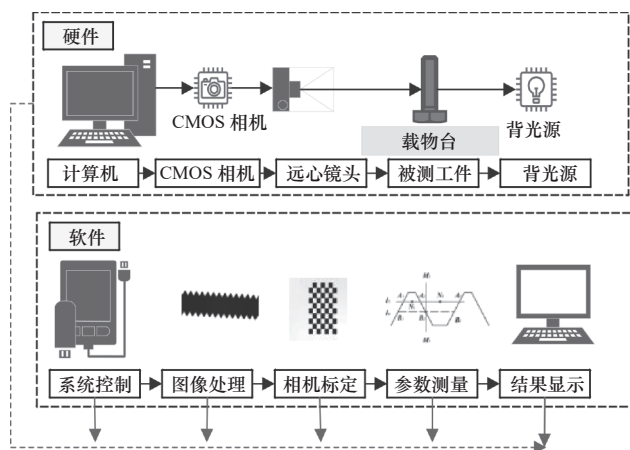 硬件
CMOS 相机
载物台
背光源
计算机
CMOS 相机
远心镜头
被测工件
背光源
软件
系统控制
图像处理
相机标定
参数测量
结果显示